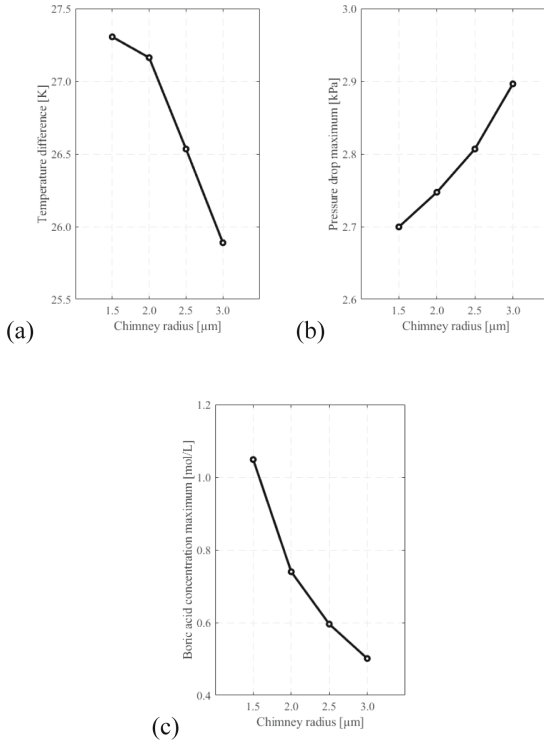 27.5
27.0
26.5
26.0
25.5
Temperature difference [K]
1.5 2.0 2.5 3.0
Chimney radius [µm]
(a)
3.0
2.9
2.8
2.7
2.6
Pressure drop maximum [kPa]
1.5 2.0 2.5 3.0
Chimney radius [µm]
(b)
1.2
1.0
0.8
0.6
0.4
Boric acid concentration maximum [mol/L]
1.5 2.0 2.5 3.0
Chimney radius [µm]
(c)